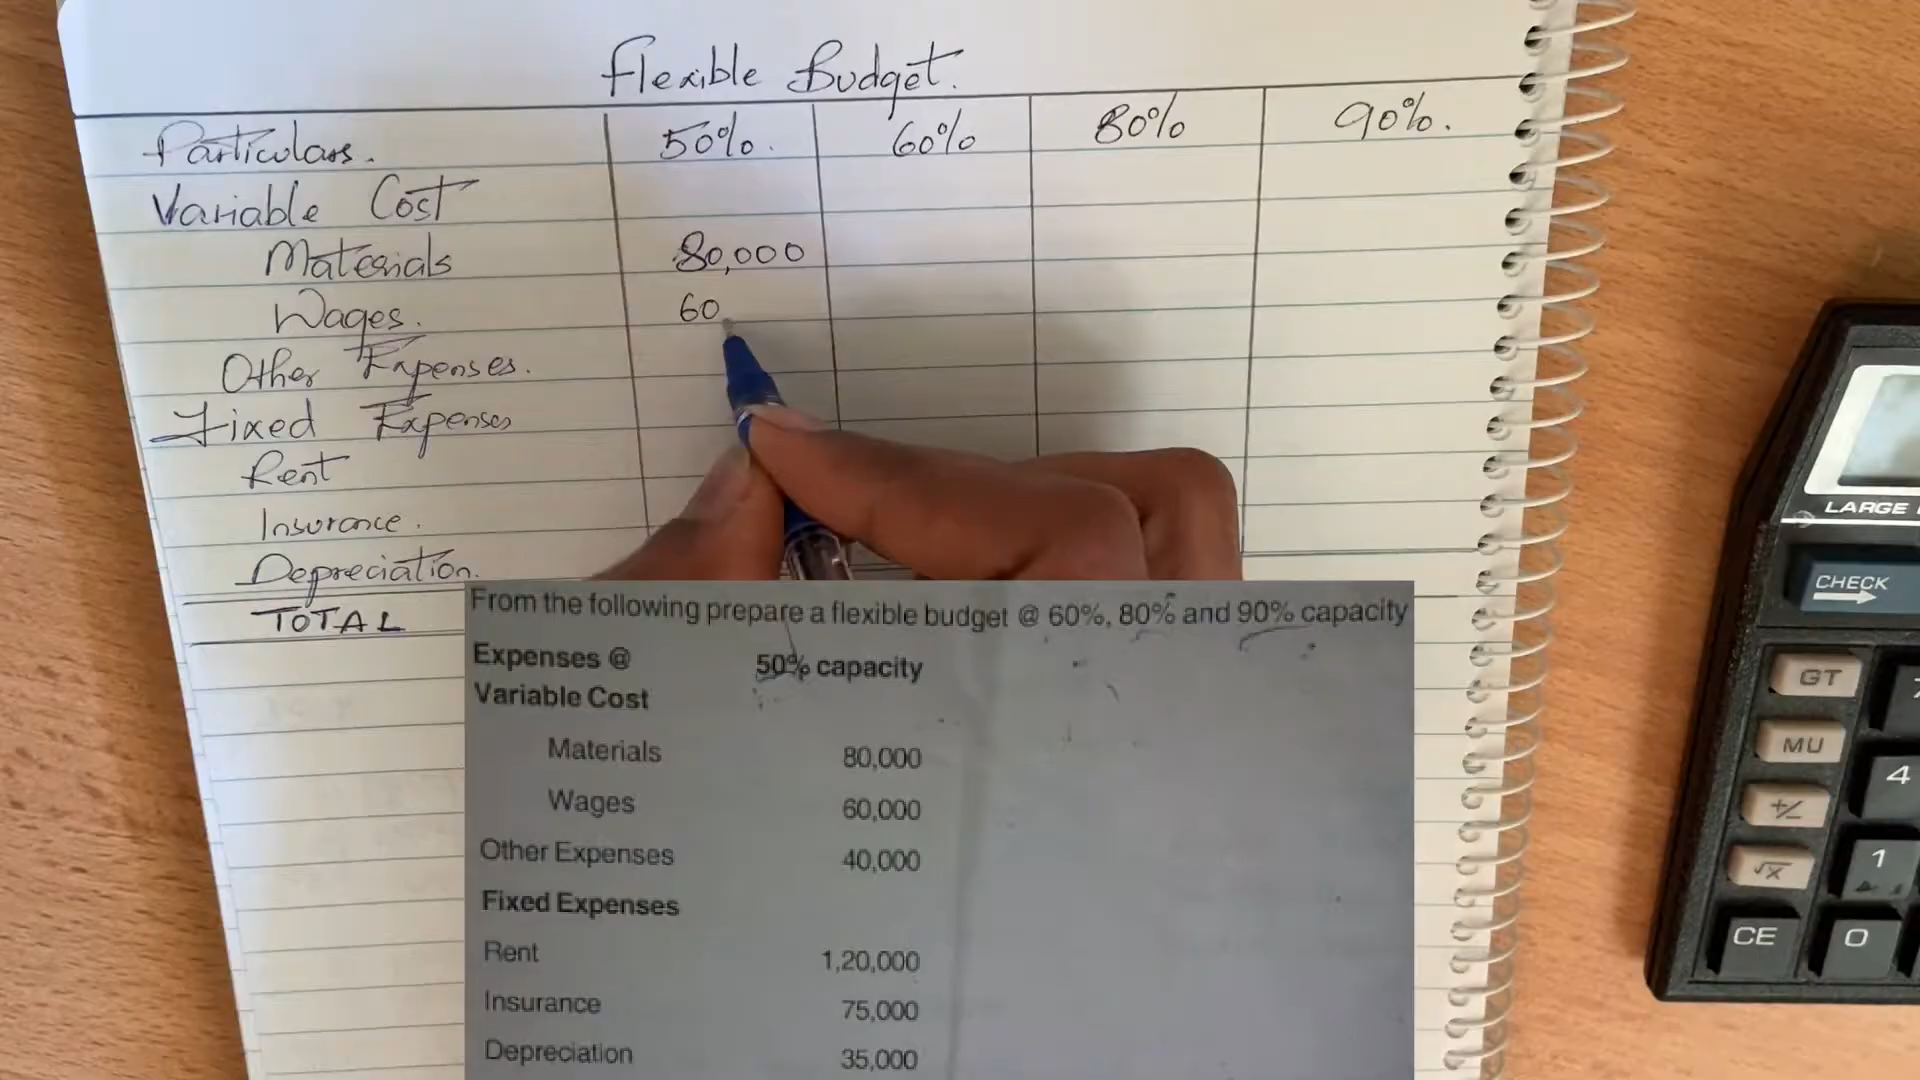 Flexible Budget.
Particulars. 50%. 60% 80% 90%.
Variable Cost
Materials 80,000
Wages. 60
Other Expenses.
Fixed Expenses
Rent
Insurance.
Depreciation.
TOTAL
From the following prepare a flexible budget @ 60%, 80% and 90% capacity
Expenses @ 50% capacity
Variable Cost
Materials 80,000
Wages 60,000
Other Expenses 40,000
Fixed Expenses
Rent 1,20,000
Insurance 75,000
Depreciation 35,000
LARGE
CHECK
GT
MU 4
+/-
√x 1
CE 0